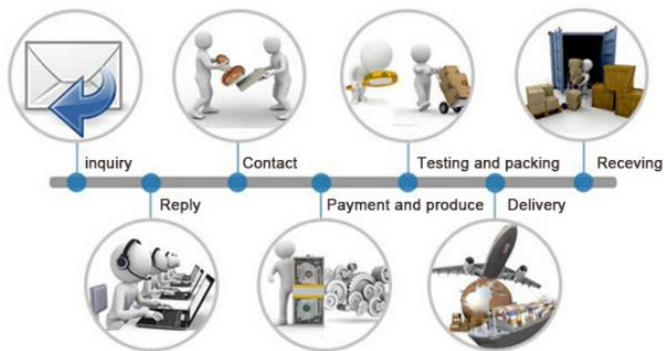 inquiry
Contact
Testing and packing
Receving
Reply
Payment and produce
Delivery